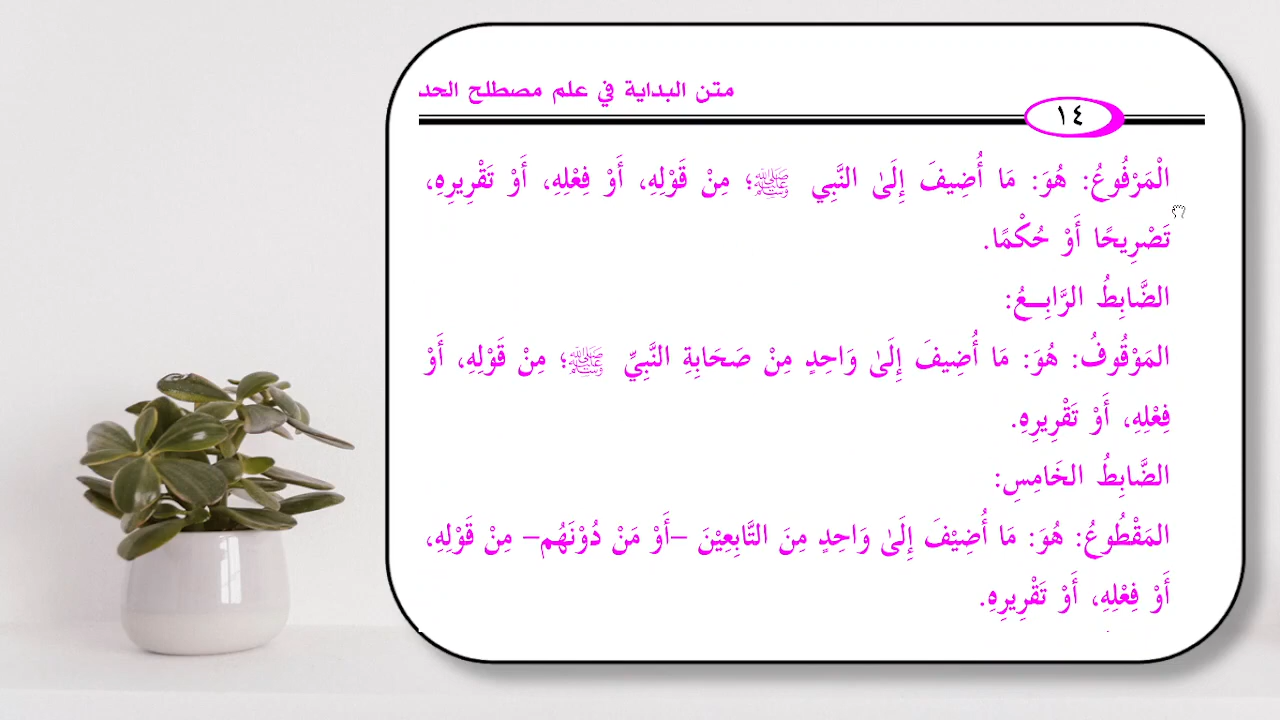 متن البداية في علم مصطلح الحد
١٤
الْمَرْفُوعُ: هُوَ: مَا أُضِيفَ إِلَىٰ النَّبِي ﷺ؛ مِنْ قَوْلِهِ، أَوْ فِعْلِهِ، أَوْ تَقْرِيرِهِ،
تَصْرِيحًا أَوْ حُكْمًا.
الضَّابِطُ الرَّابِـعُ:
المَوْقُوفُ: هُوَ: مَا أُضِيفَ إِلَىٰ وَاحِدٍ مِنْ صَحَابِةِ النَّبِيِّ ﷺ؛ مِنْ قَوْلِهِ، أَوْ
فِعْلِهِ، أَوْ تَقْرِيرِهِ.
الضَّابِطُ الخَامِسِ:
المَقْطُوعُ: هُوَ: مَا أُضِيْفَ إِلَىٰ وَاحِدٍ مِنَ التَّابِعِيْنَ –أَوْ مَنْ دُوْنَهُم– مِنْ قَوْلِهِ،
أَوْ فِعْلِهِ، أَوْ تَقْرِيرِهِ.